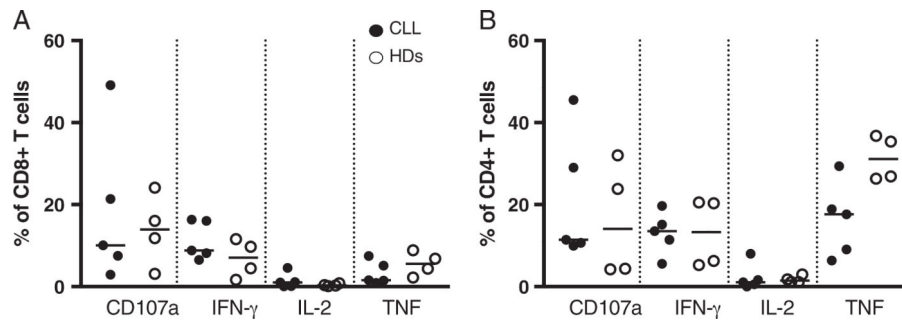 A
% of CD8+ T cells
60
40
20
0
CD107a IFN-γ IL-2 TNF
CLL
HDs
B
% of CD4+ T cells
60
40
20
0
CD107a IFN-γ IL-2 TNF